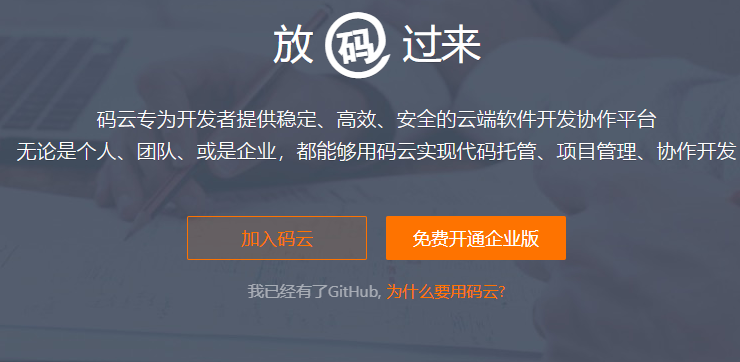 放码过来
码云专为开发者提供稳定、高效、安全的云端软件开发协作平台
无论是个人、团队、或是企业，都能够用码云实现代码托管、项目管理、协作开发
加入码云 免费开通企业版
我已经有了GitHub, 为什么要用码云?